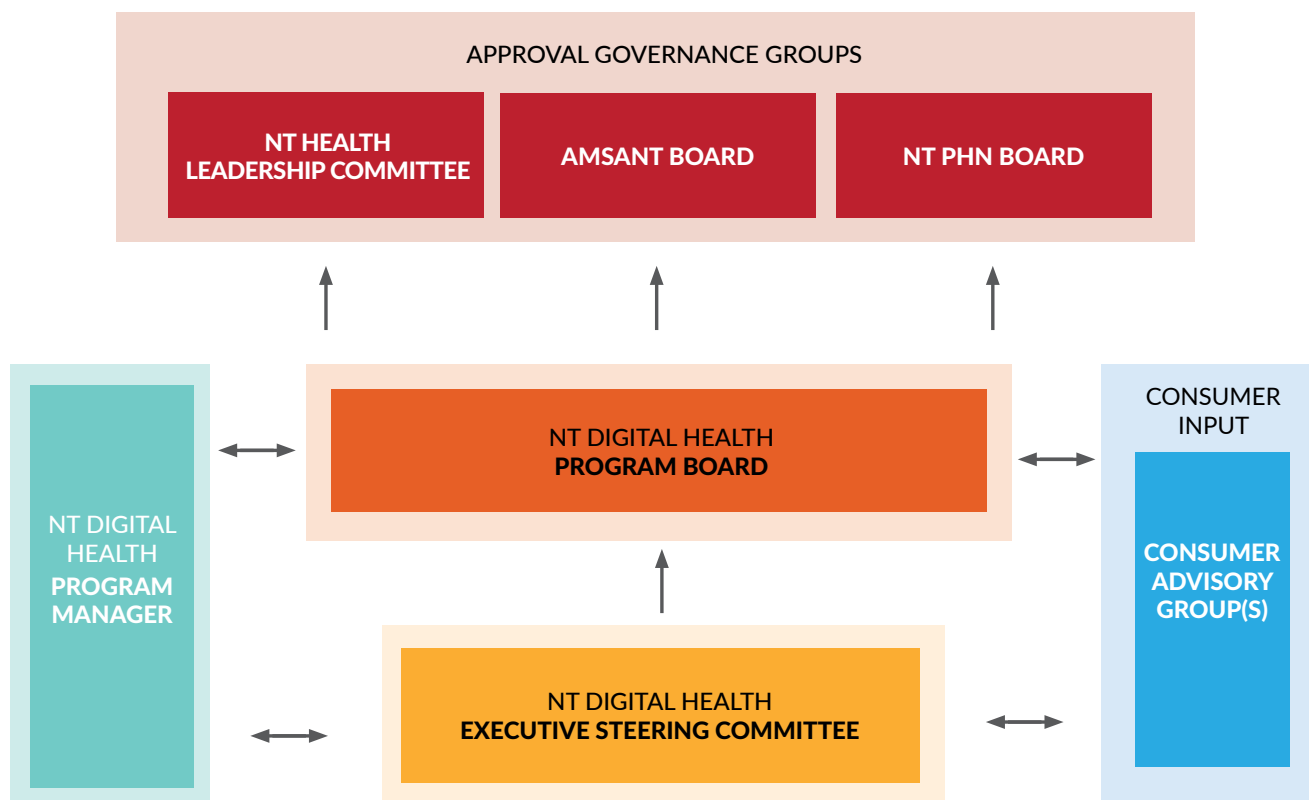 APPROVAL GOVERNANCE GROUPS
NT HEALTH
LEADERSHIP COMMITTEE
AMSANT BOARD
NT PHN BOARD
NT DIGITAL HEALTH
PROGRAM BOARD
CONSUMER
INPUT
NT DIGITAL
HEALTH
PROGRAM
MANAGER
CONSUMER
ADVISORY
GROUP(S)
NT DIGITAL HEALTH
EXECUTIVE STEERING COMMITTEE